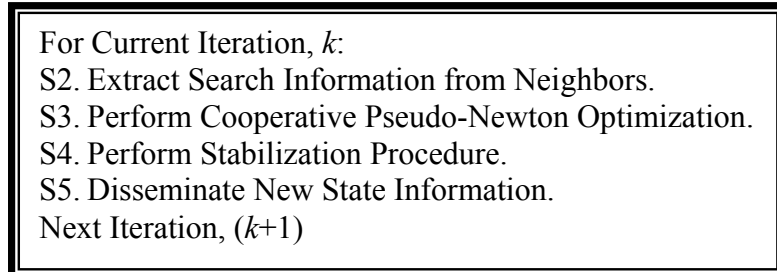 For Current Iteration, k:
S2. Extract Search Information from Neighbors.
S3. Perform Cooperative Pseudo-Newton Optimization.
S4. Perform Stabilization Procedure.
S5. Disseminate New State Information.
Next Iteration, (k+1)